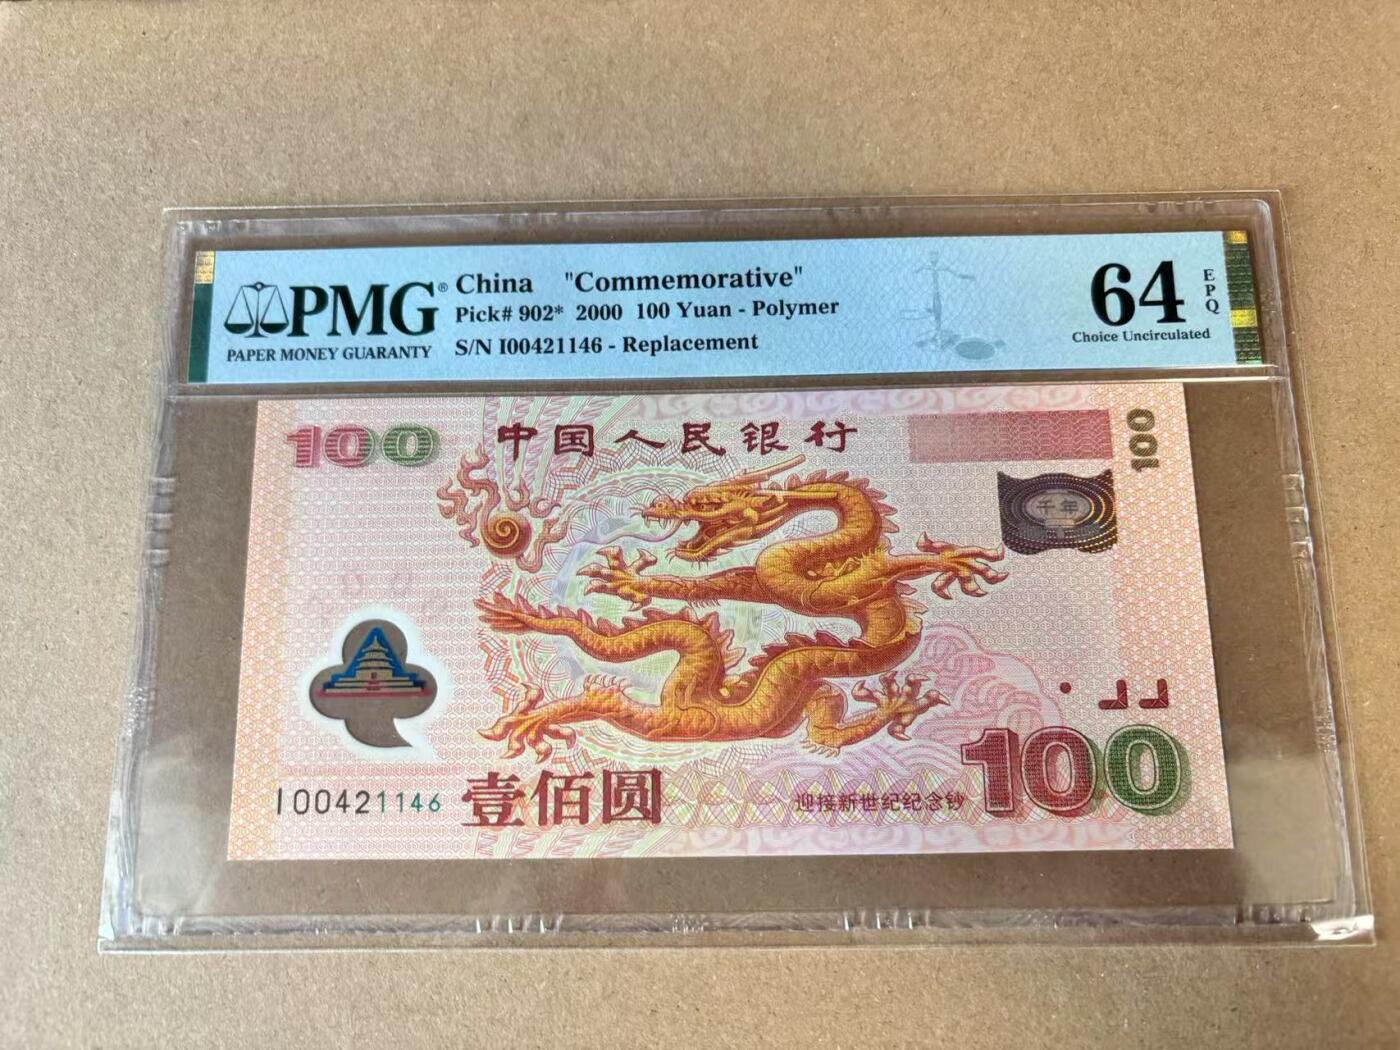 PMG®
PAPER MONEY GUARANTY
China "Commemorative"
Pick# 902* 2000 100 Yuan - Polymer
S/N I00421146 - Replacement
64 EPQ
Choice Uncirculated
100
中国人民银行
100
千年
I00421146
壹佰圆
迎接新世纪纪念钞
100